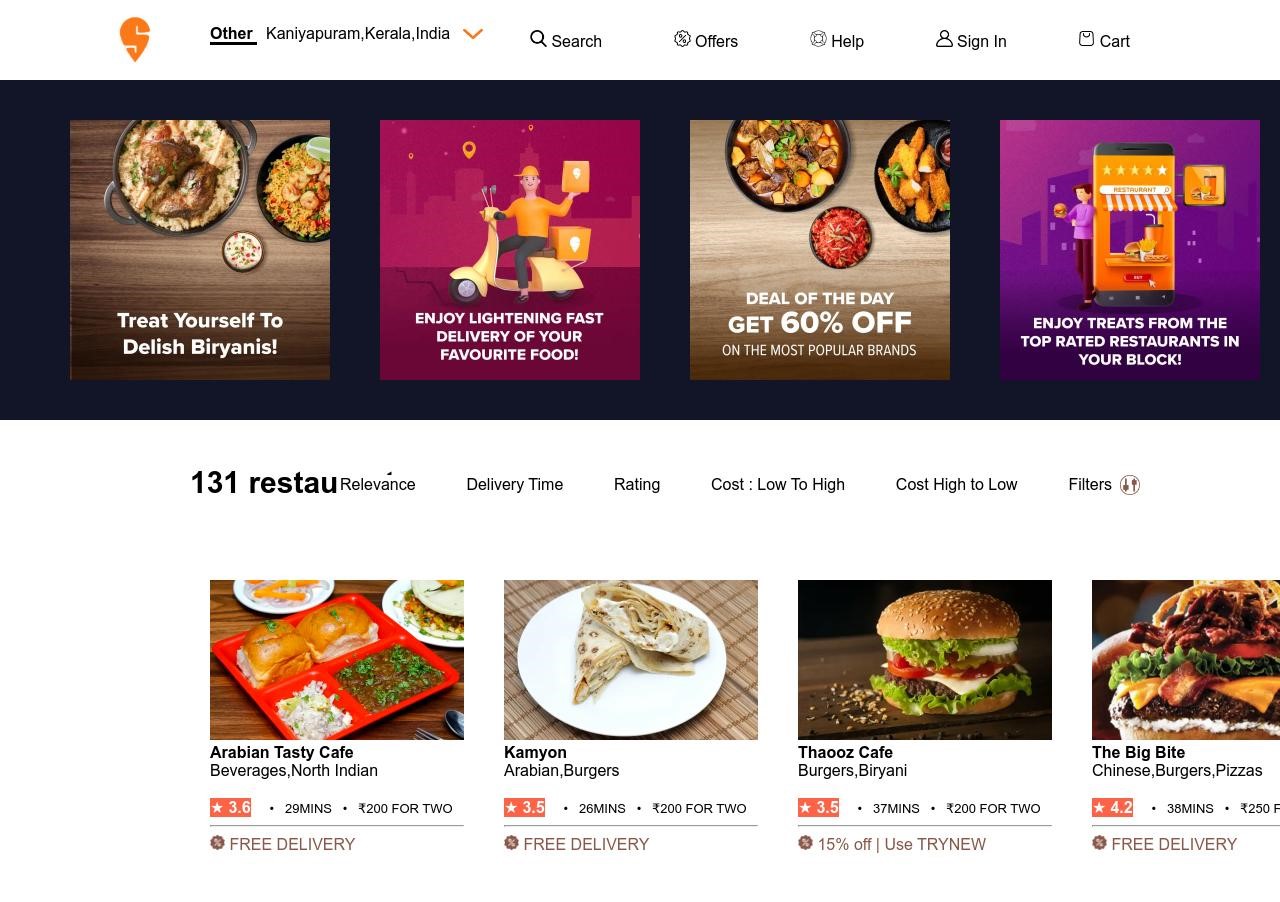 Other Kaniyapuram,Kerala,India
Search
Offers
Help
Sign In
Cart
Treat Yourself To
Delish Biryanis!
ENJOY LIGHTENING FAST
DELIVERY OF YOUR
FAVOURITE FOOD!
DEAL OF THE DAY
GET 60% OFF
ON THE MOST POPULAR BRANDS
RESTAURANT
BUY
ENJOY TREATS FROM THE
TOP RATED RESTAURANTS IN
YOUR BLOCK!
131 restau
Relevance
Delivery Time
Rating
Cost : Low To High
Cost High to Low
Filters
Arabian Tasty Cafe
Beverages,North Indian
★ 3.6 • 29MINS • ₹200 FOR TWO
FREE DELIVERY
Kamyon
Arabian,Burgers
★ 3.5 • 26MINS • ₹200 FOR TWO
FREE DELIVERY
Thaooz Cafe
Burgers,Biryani
★ 3.5 • 37MINS • ₹200 FOR TWO
15% off | Use TRYNEW
The Big Bite
Chinese,Burgers,Pizzas
★ 4.2 • 38MINS • ₹250 F
FREE DELIVERY